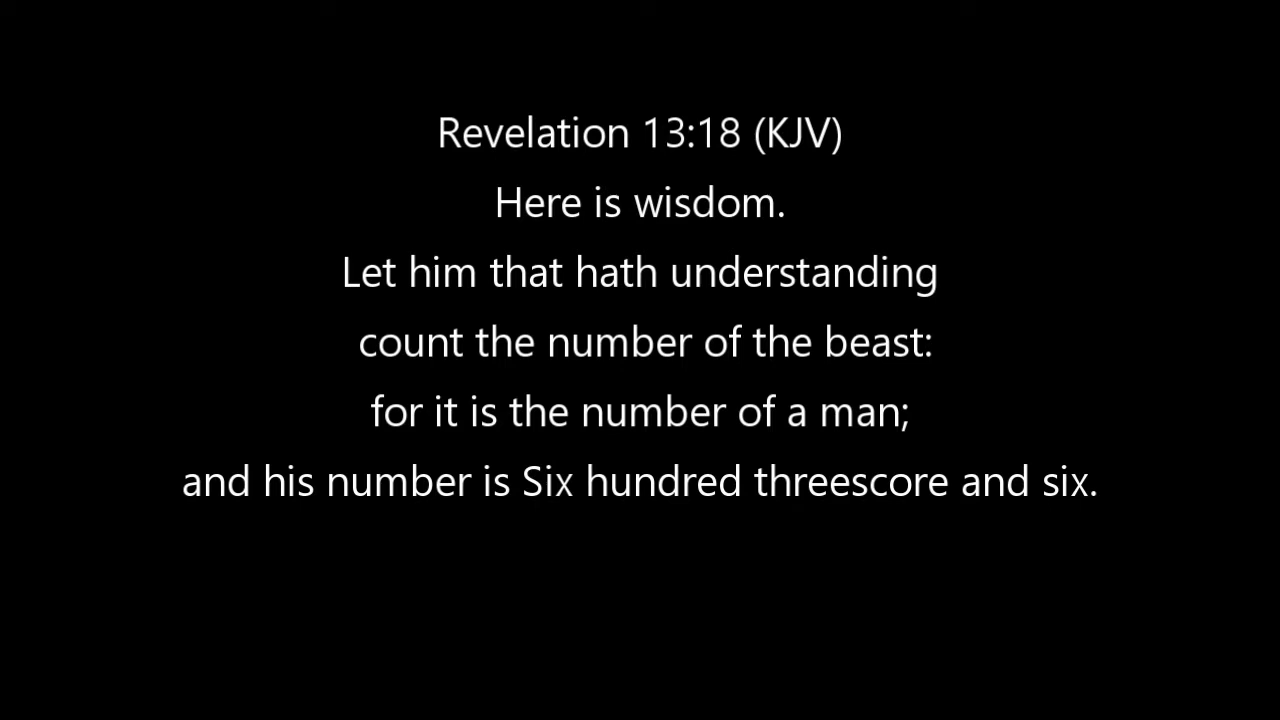 Revelation 13:18 (KJV)
Here is wisdom.
Let him that hath understanding
count the number of the beast:
for it is the number of a man;
and his number is Six hundred threescore and six.